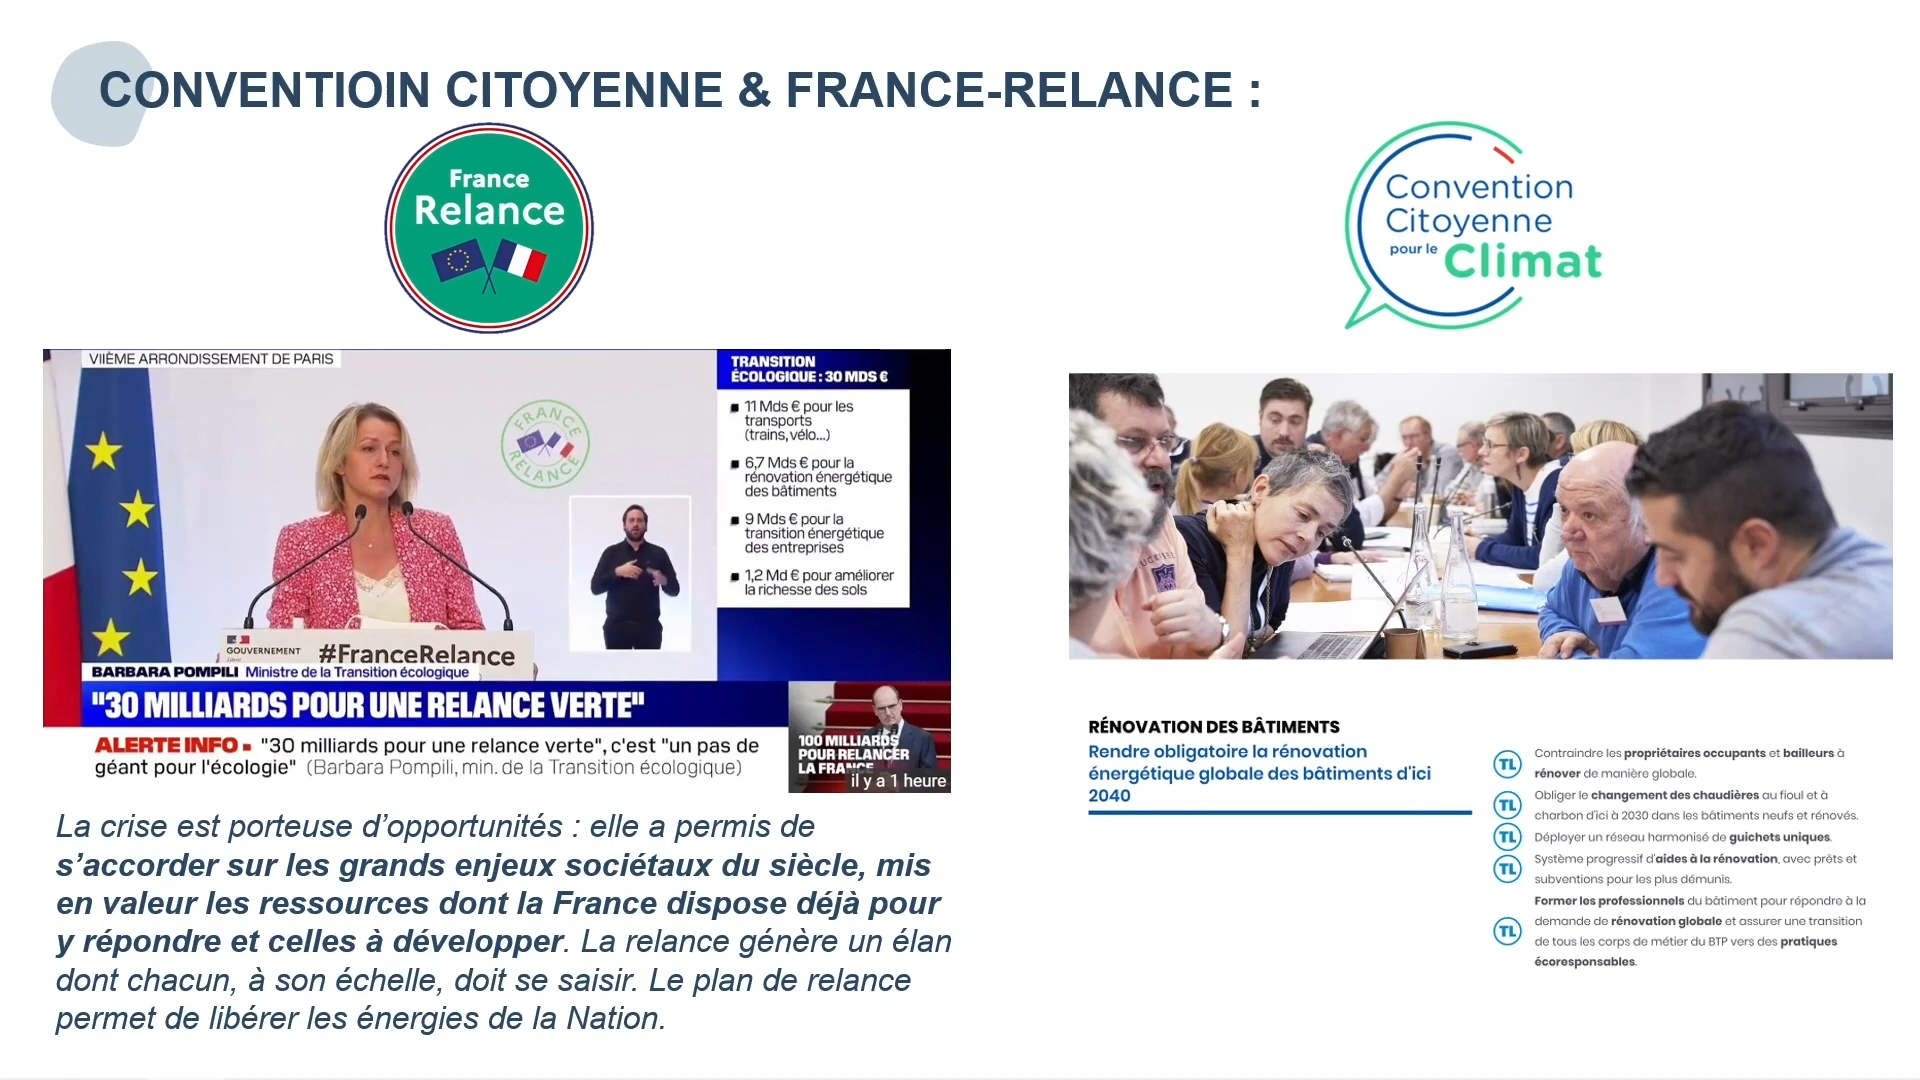 CONVENTIOIN CITOYENNE & FRANCE-RELANCE :
France
Relance
Convention
Citoyenne
pour le Climat
VIIÈME ARRONDISSEMENT DE PARIS
FRANCE
RELANCE
TRANSITION
ÉCOLOGIQUE : 30 MDS €
11 Mds € pour les
transports
(trains, vélo...)
6,7 Mds € pour la
rénovation énergétique
des bâtiments
9 Mds € pour la
transition énergétique
des entreprises
1,2 Md € pour améliorer
la richesse des sols
GOUVERNEMENT
#FranceRelance
BARBARA POMPILI Ministre de la Transition écologique
"30 MILLIARDS POUR UNE RELANCE VERTE"
ALERTE INFO ▪ "30 milliards pour une relance verte", c'est "un pas de
géant pour l'écologie" (Barbara Pompili, min. de la Transition écologique)
100 MILLIARDS
POUR RELANCER
LA FRANCE
il y a 1 heure
La crise est porteuse d’opportunités : elle a permis de
s’accorder sur les grands enjeux sociétaux du siècle, mis
en valeur les ressources dont la France dispose déjà pour
y répondre et celles à développer. La relance génère un élan
dont chacun, à son échelle, doit se saisir. Le plan de relance
permet de libérer les énergies de la Nation.
RÉNOVATION DES BÂTIMENTS
Rendre obligatoire la rénovation
énergétique globale des bâtiments d'ici
2040
TL Contraindre les propriétaires occupants et bailleurs à
rénover de manière globale.
TL Obliger le changement des chaudières au fioul et à
charbon d'ici à 2030 dans les bâtiments neufs et rénovés.
TL Déployer un réseau harmonisé de guichets uniques.
TL Système progressif d'aides à la rénovation, avec prêts et
subventions pour les plus démunis.
TL Former les professionnels du bâtiment pour répondre à la
demande de rénovation globale et assurer une transition
de tous les corps de métier du BTP vers des pratiques
écoresponsables.